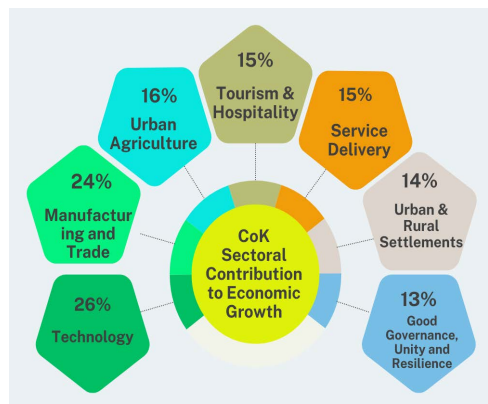 15%
Tourism &
Hospitality
16%
Urban
Agriculture
15%
Service
Delivery
24%
Manufactur
ing and
Trade
14%
Urban &
Rural
Settlements
CoK
Sectoral
Contribution
to Economic
Growth
26%
Technology
13%
Good
Governance,
Unity and
Resilience